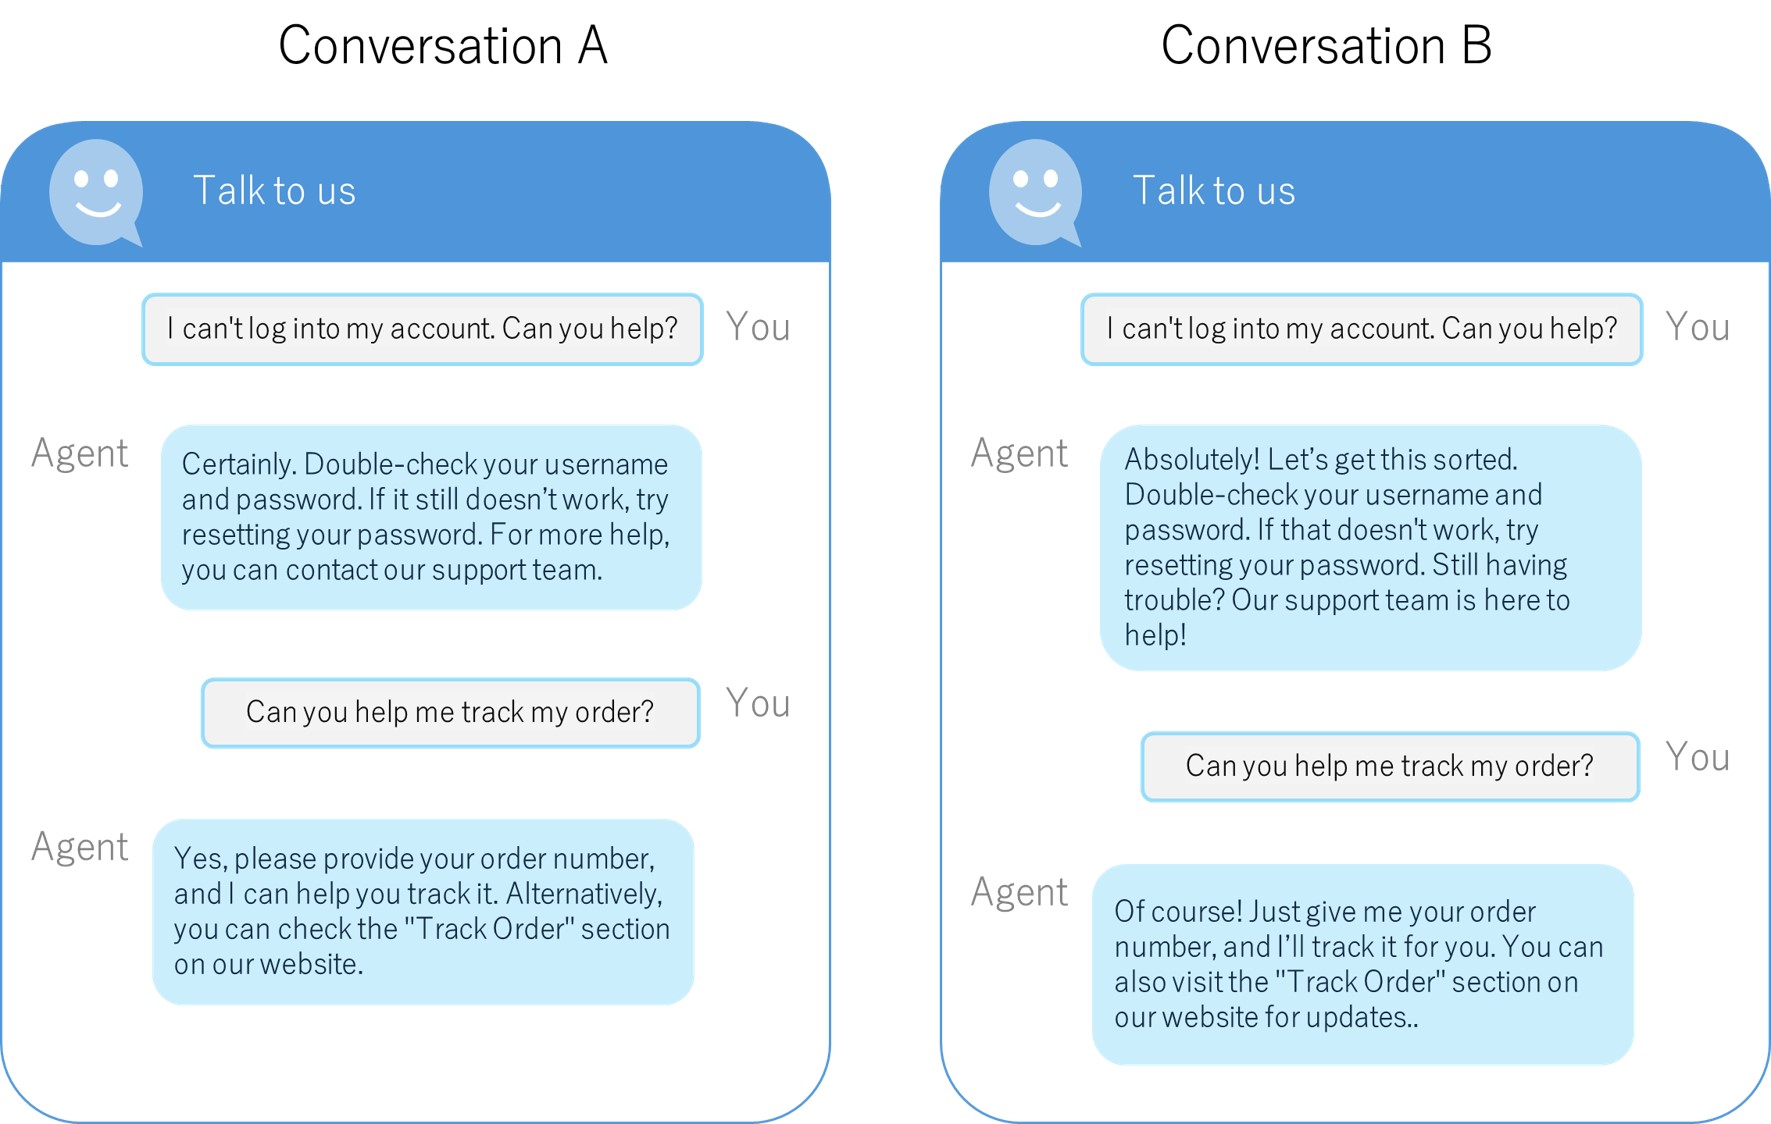 Conversation A
Talk to us
I can't log into my account. Can you help?
You
Agent
Certainly. Double-check your username
and password. If it still doesn’t work, try
resetting your password. For more help,
you can contact our support team.
Can you help me track my order?
You
Agent
Yes, please provide your order number,
and I can help you track it. Alternatively,
you can check the "Track Order" section
on our website.
Conversation B
Talk to us
I can't log into my account. Can you help?
You
Agent
Absolutely! Let’s get this sorted.
Double-check your username and
password. If that doesn't work, try
resetting your password. Still having
trouble? Our support team is here to
help!
Can you help me track my order?
You
Agent
Of course! Just give me your order
number, and I’ll track it for you. You can
also visit the "Track Order" section on
our website for updates..